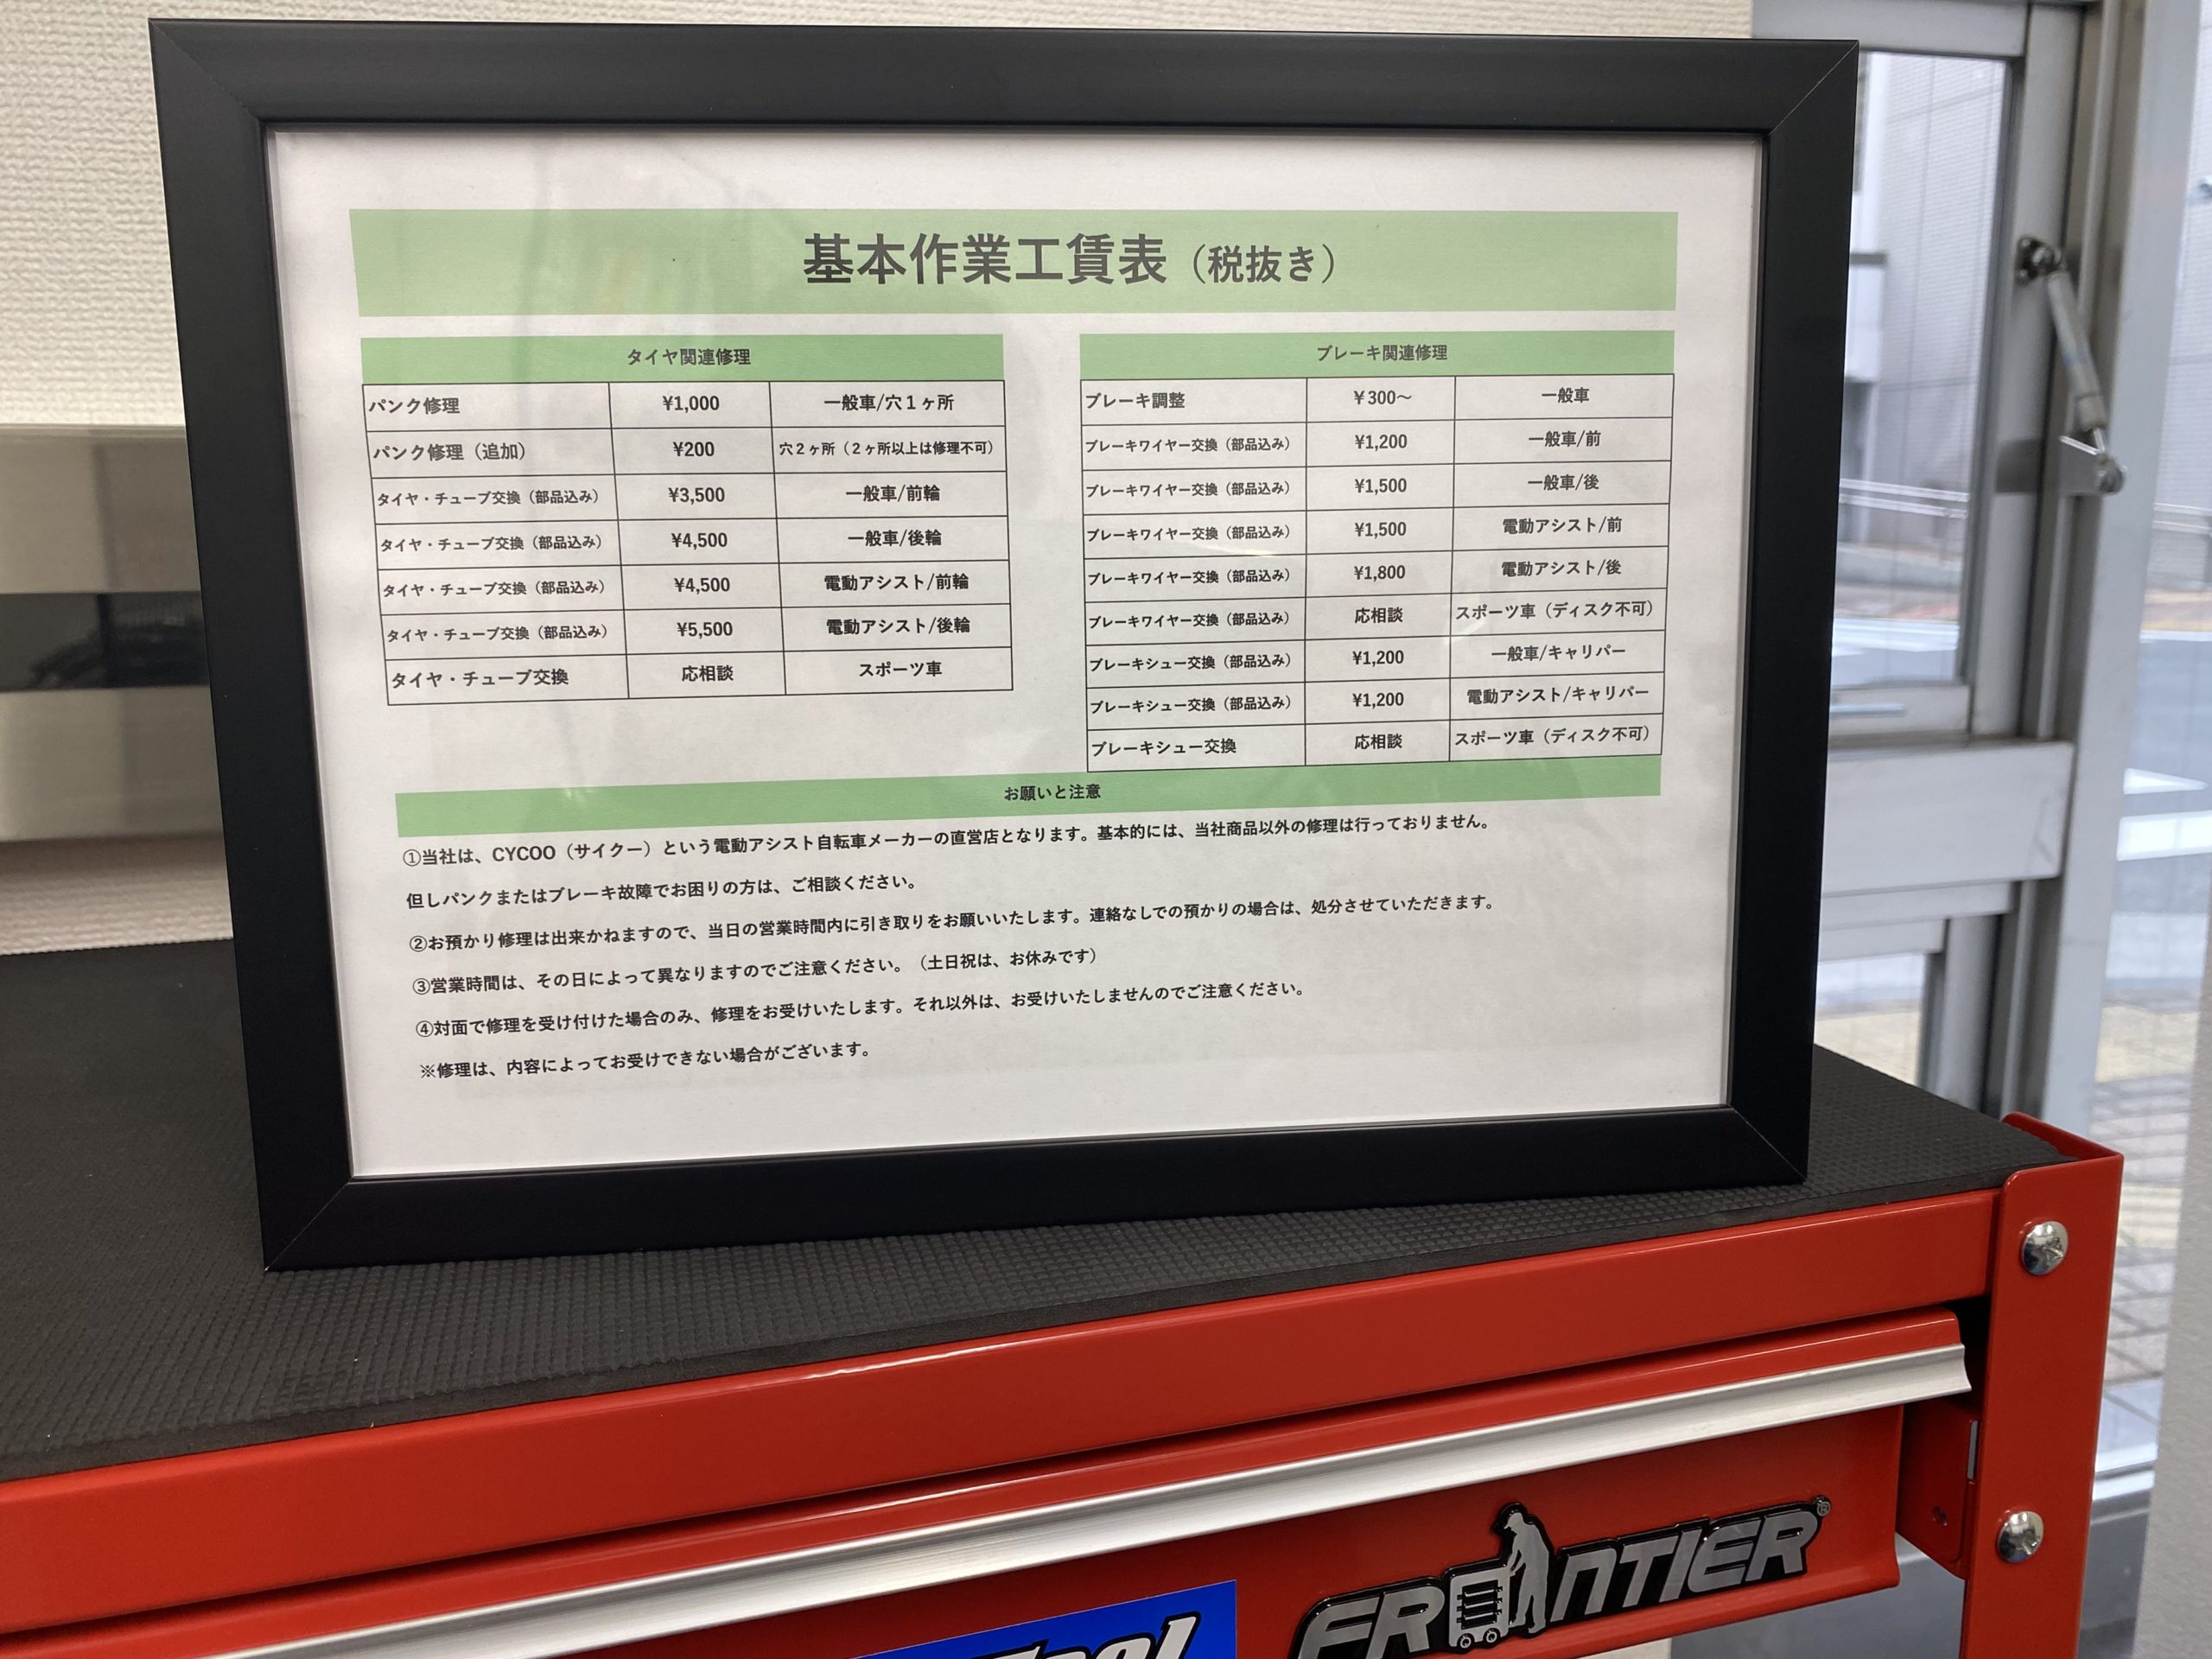 基本作業工賃表（税抜き）
タイヤ関連修理
パンク修理 ¥1,000 一般車/穴１ヶ所
パンク修理（追加） ¥200 穴２ヶ所（２ヶ所以上は修理不可）
タイヤ・チューブ交換（部品込み） ¥3,500 一般車/前輪
タイヤ・チューブ交換（部品込み） ¥4,500 一般車/後輪
タイヤ・チューブ交換（部品込み） ¥4,500 電動アシスト/前輪
タイヤ・チューブ交換（部品込み） ¥5,500 電動アシスト/後輪
タイヤ・チューブ交換 応相談 スポーツ車
ブレーキ関連修理
ブレーキ調整 ￥300～ 一般車
ブレーキワイヤー交換（部品込み） ¥1,200 一般車/前
ブレーキワイヤー交換（部品込み） ¥1,500 一般車/後
ブレーキワイヤー交換（部品込み） ¥1,500 電動アシスト/前
ブレーキワイヤー交換（部品込み） ¥1,800 電動アシスト/後
ブレーキワイヤー交換（部品込み） 応相談 スポーツ車（ディスク不可）
ブレーキシュー交換（部品込み） ¥1,200 一般車/キャリパー
ブレーキシュー交換（部品込み） ¥1,200 電動アシスト/キャリパー
ブレーキシュー交換 応相談 スポーツ車（ディスク不可）
お願いと注意
①当社は、CYCOO（サイクー）という電動アシスト自転車メーカーの直営店となります。基本的には、当社商品以外の修理は行っておりません。
但しパンクまたはブレーキ故障でお困りの方は、ご相談ください。
②お預かり修理は出来かねますので、当日の営業時間内に引き取りをお願いいたします。連絡なしでの預かりの場合は、処分させていただきます。
③営業時間は、その日によって異なりますのでご注意ください。（土日祝は、お休みです）
④対面で修理を受け付けた場合のみ、修理をお受けいたします。それ以外は、お受けいたしませんのでご注意ください。
※修理は、内容によってお受けできない場合がございます。
FRONTIER®